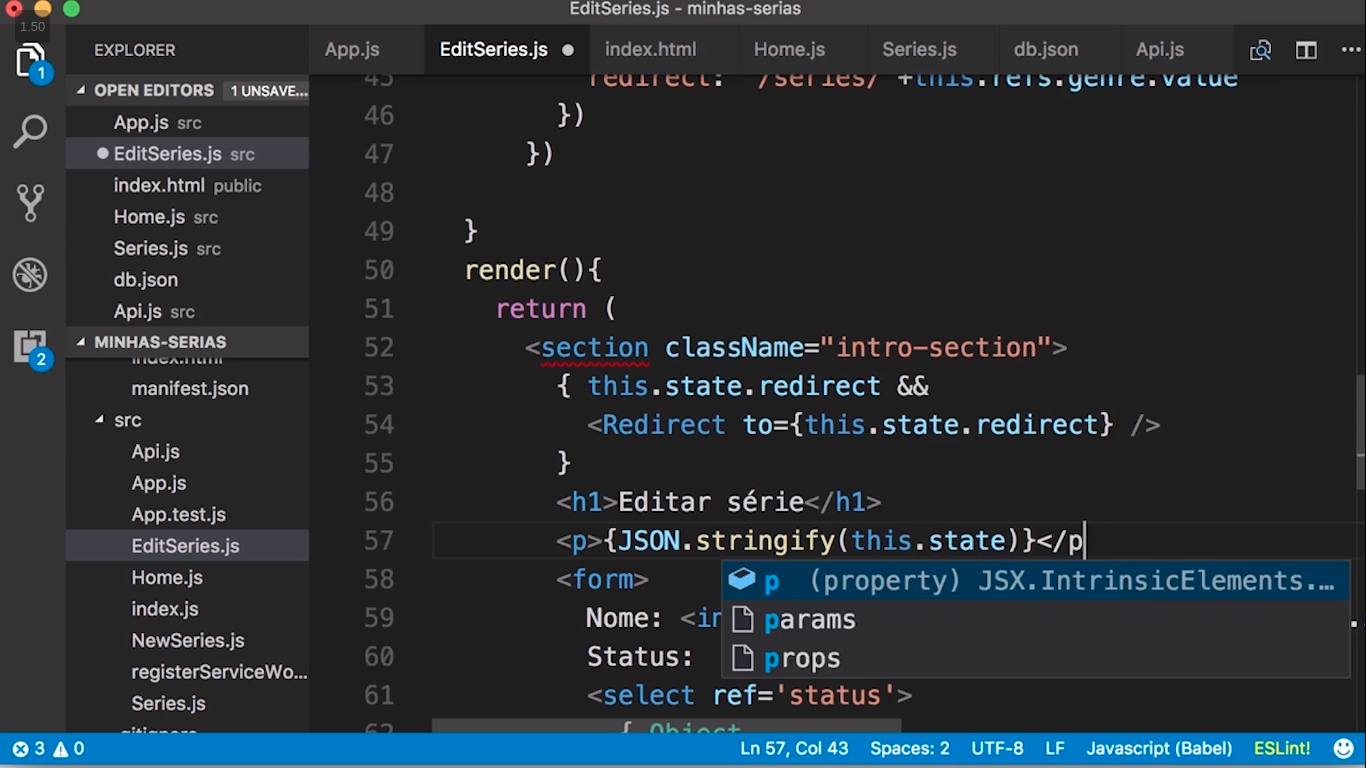 EditSeries.js - minhas-serias
1.50
EXPLORER
App.js
EditSeries.js
index.html
Home.js
Series.js
db.json
Api.js
1
OPEN EDITORS
1 UNSAVE...
App.js src
EditSeries.js src
index.html public
Home.js src
Series.js src
db.json
Api.js src
2
MINHAS-SERIAS
index.html
manifest.json
src
Api.js
App.js
App.test.js
EditSeries.js
Home.js
index.js
NewSeries.js
registerServiceWo...
Series.js
.gitignore
45 redirect: '/series/'+this.refs.genre.value
46 })
47 })
48
49 }
50 render(){
51 return (
52 <section className="intro-section">
53 { this.state.redirect &&
54 <Redirect to={this.state.redirect} />
55 }
56 <h1>Editar série</h1>
57 <p>{JSON.stringify(this.state)}</p
58 <form>
59 Nome: <in
60 Status:
61 <select ref='status'>
62 { Object
p (property) JSX.IntrinsicElements....
params
props
3 0
Ln 57, Col 43 Spaces: 2 UTF-8 LF Javascript (Babel) ESLint!